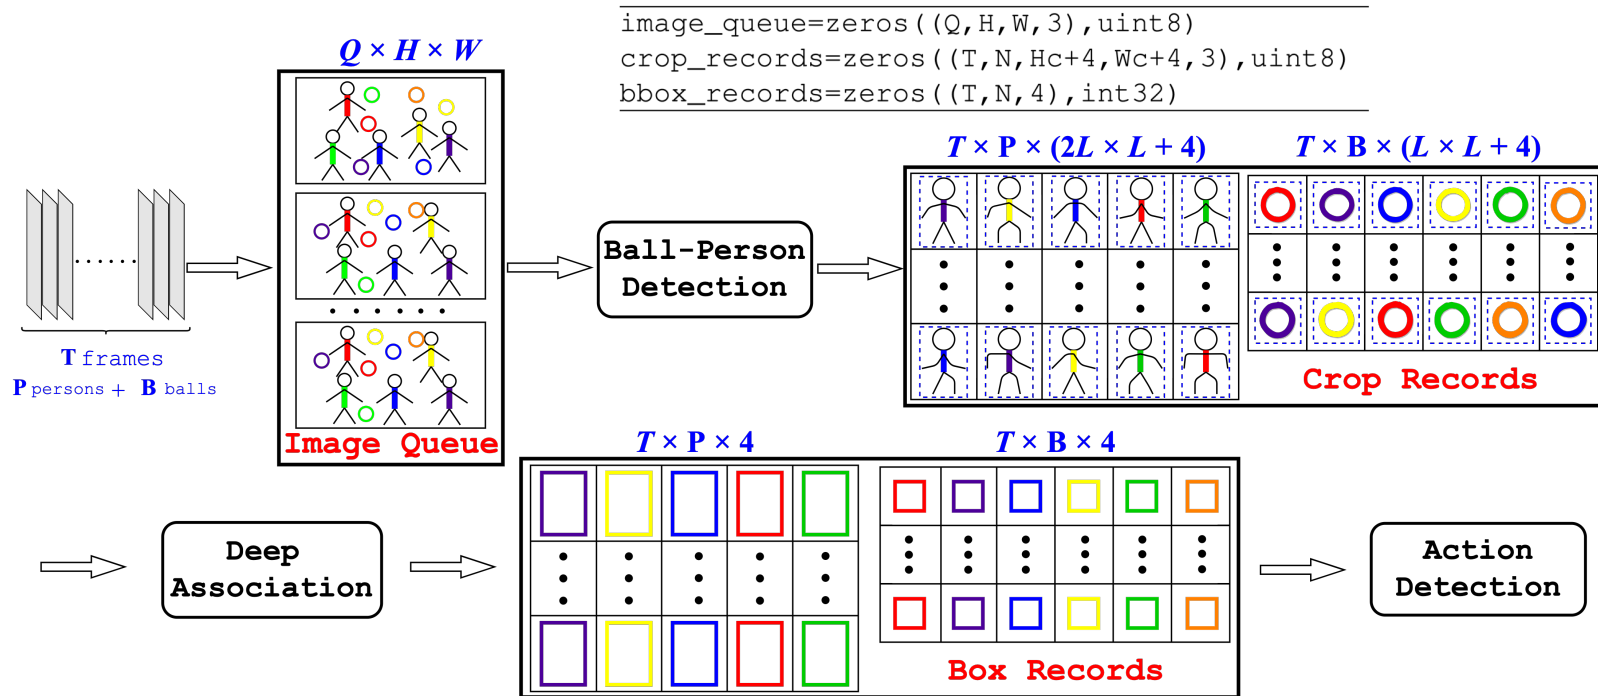 image_queue=zeros((Q,H,W,3),uint8)
crop_records=zeros((T,N,Hc+4,Wc+4,3),uint8)
bbox_records=zeros((T,N,4),int32)
Q × H × W
T × P × (2L × L + 4)
T × B × (L × L + 4)
Ball-Person
Detection
T frames
P persons + B balls
Image Queue
Crop Records
T × P × 4
T × B × 4
Deep
Association
Action
Detection
Box Records